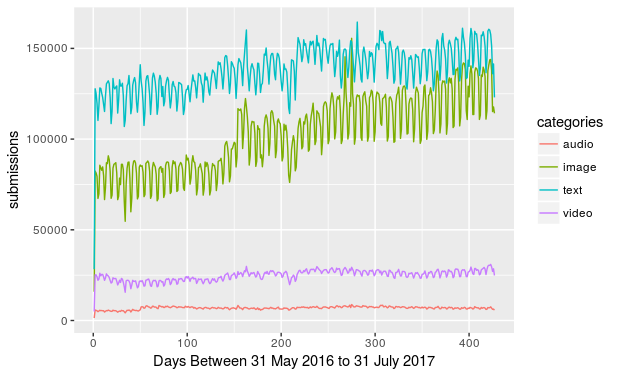 150000
100000
50000
0
submissions
0 100 200 300 400
Days Between 31 May 2016 to 31 July 2017
categories
audio
image
text
video